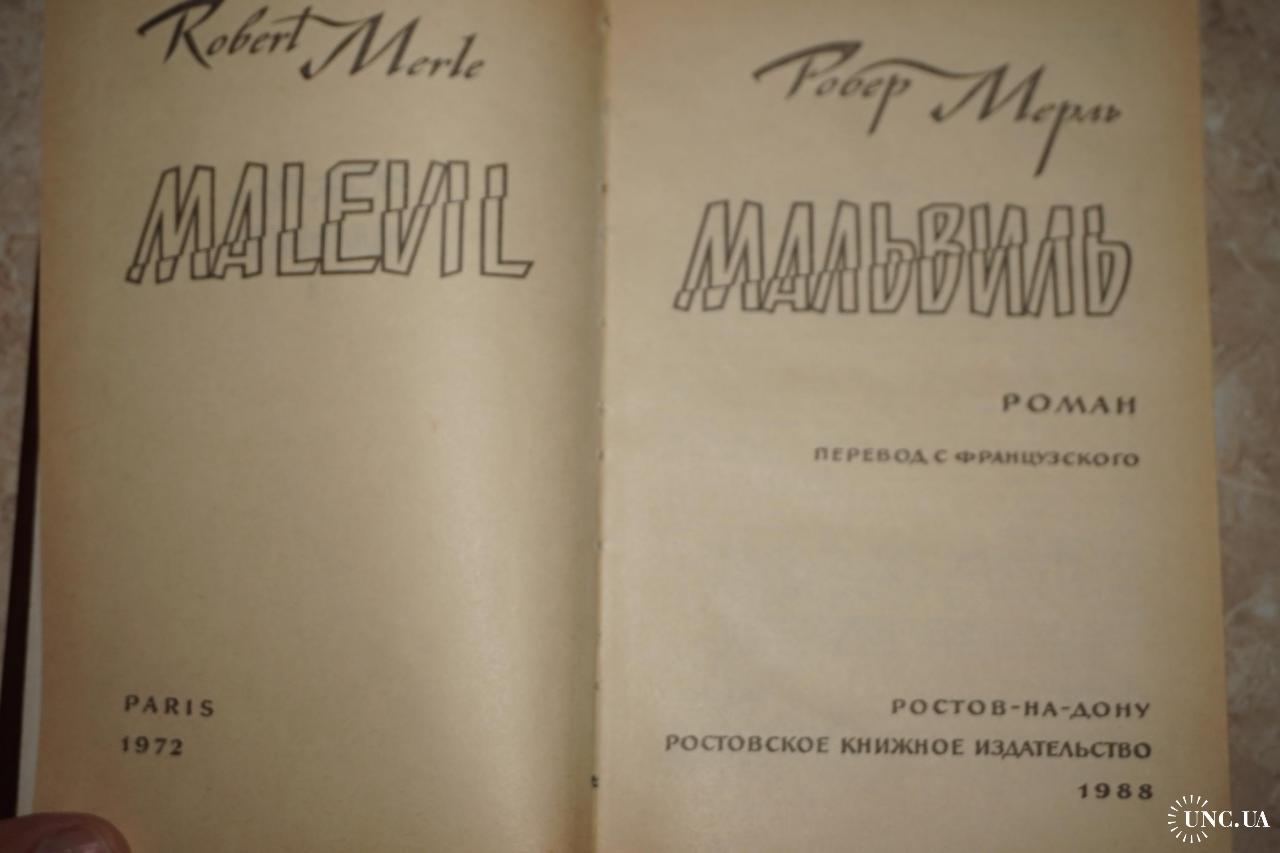 Robert Merle
MALEVIL
PARIS
1972
Робер Мерль
МАЛЬВИЛЬ
РОМАН
ПЕРЕВОД С ФРАНЦУЗСКОГО
РОСТОВ-НА-ДОНУ
РОСТОВСКОЕ КНИЖНОЕ ИЗДАТЕЛЬСТВО
1988
UNC.UA